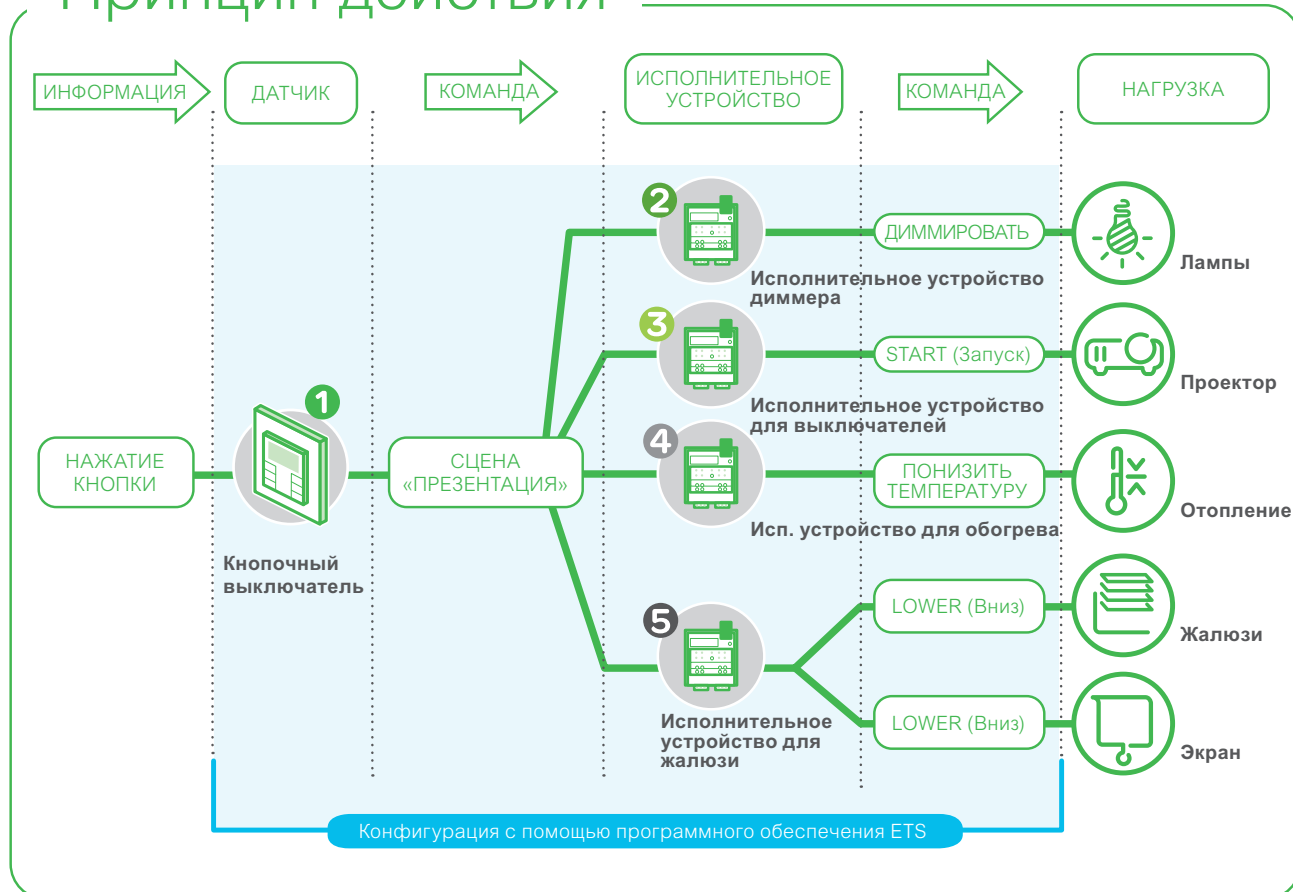 Принцип действия
ИНФОРМАЦИЯ
ДАТЧИК
КОМАНДА
ИСПОЛНИТЕЛЬНОЕ
УСТРОЙСТВО
КОМАНДА
НАГРУЗКА
2
ДИММИРОВАТЬ
Лампы
Исполнительное устройство
диммера
3
START (Запуск)
Проектор
Исполнительное устройство
для выключателей
1
НАЖАТИЕ
КНОПКИ
Кнопочный
выключатель
СЦЕНА
«ПРЕЗЕНТАЦИЯ»
4
ПОНИЗИТЬ
ТЕМПЕРАТУРУ
Отопление
Исп. устройство для обогрева
5
LOWER (Вниз)
Жалюзи
LOWER (Вниз)
Экран
Исполнительное
устройство для
жалюзи
Конфигурация с помощью программного обеспечения ETS